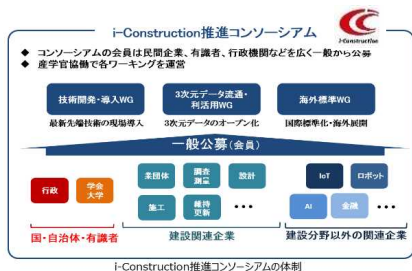 i-Construction推進コンソーシアム
i-Construction
◆ コンソーシアムの会員は民間企業、有識者、行政機関などを広く一般から公募
◆ 産学官協働で各ワーキングを運営
技術開発・導入WG
3次元データ流通・
利活用WG
海外標準WG
最新先端技術の現場導入
3次元データのオープン化
国際標準化・海外展開
一般公募(会員)
行政
学会
大学
業団体
調査
測量
設計
施工
維持
更新
•••
IoT
ロボット
AI
金融
•••
国・自治体・有識者
建設関連企業
建設分野以外の関連企業
i-Construction推進コンソーシアムの体制